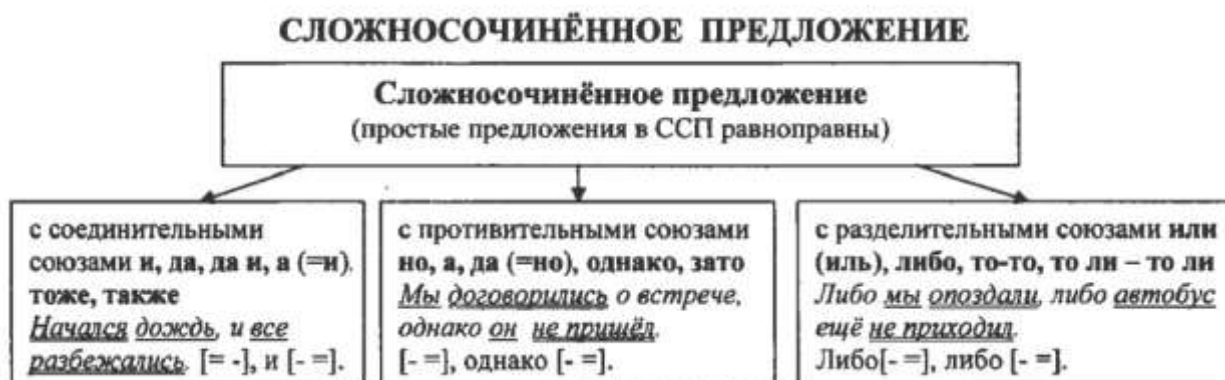 СЛОЖНОСОЧИНЁННОЕ ПРЕДЛОЖЕНИЕ
Сложносочинённое предложение
(простые предложения в ССП равноправны)
с соединительными
союзами и, да, да и, а (=и),
тоже, также
Начался дождь, и все
разбежались. [= -], и [- =].
с противительными союзами
но, а, да (=но), однако, зато
Мы договорились о встрече,
однако он не пришёл.
[- =], однако [- =].
с разделительными союзами или
(иль), либо, то-то, то ли – то ли
Либо мы опоздали, либо автобус
ещё не приходил.
Либо[- =], либо [- =].